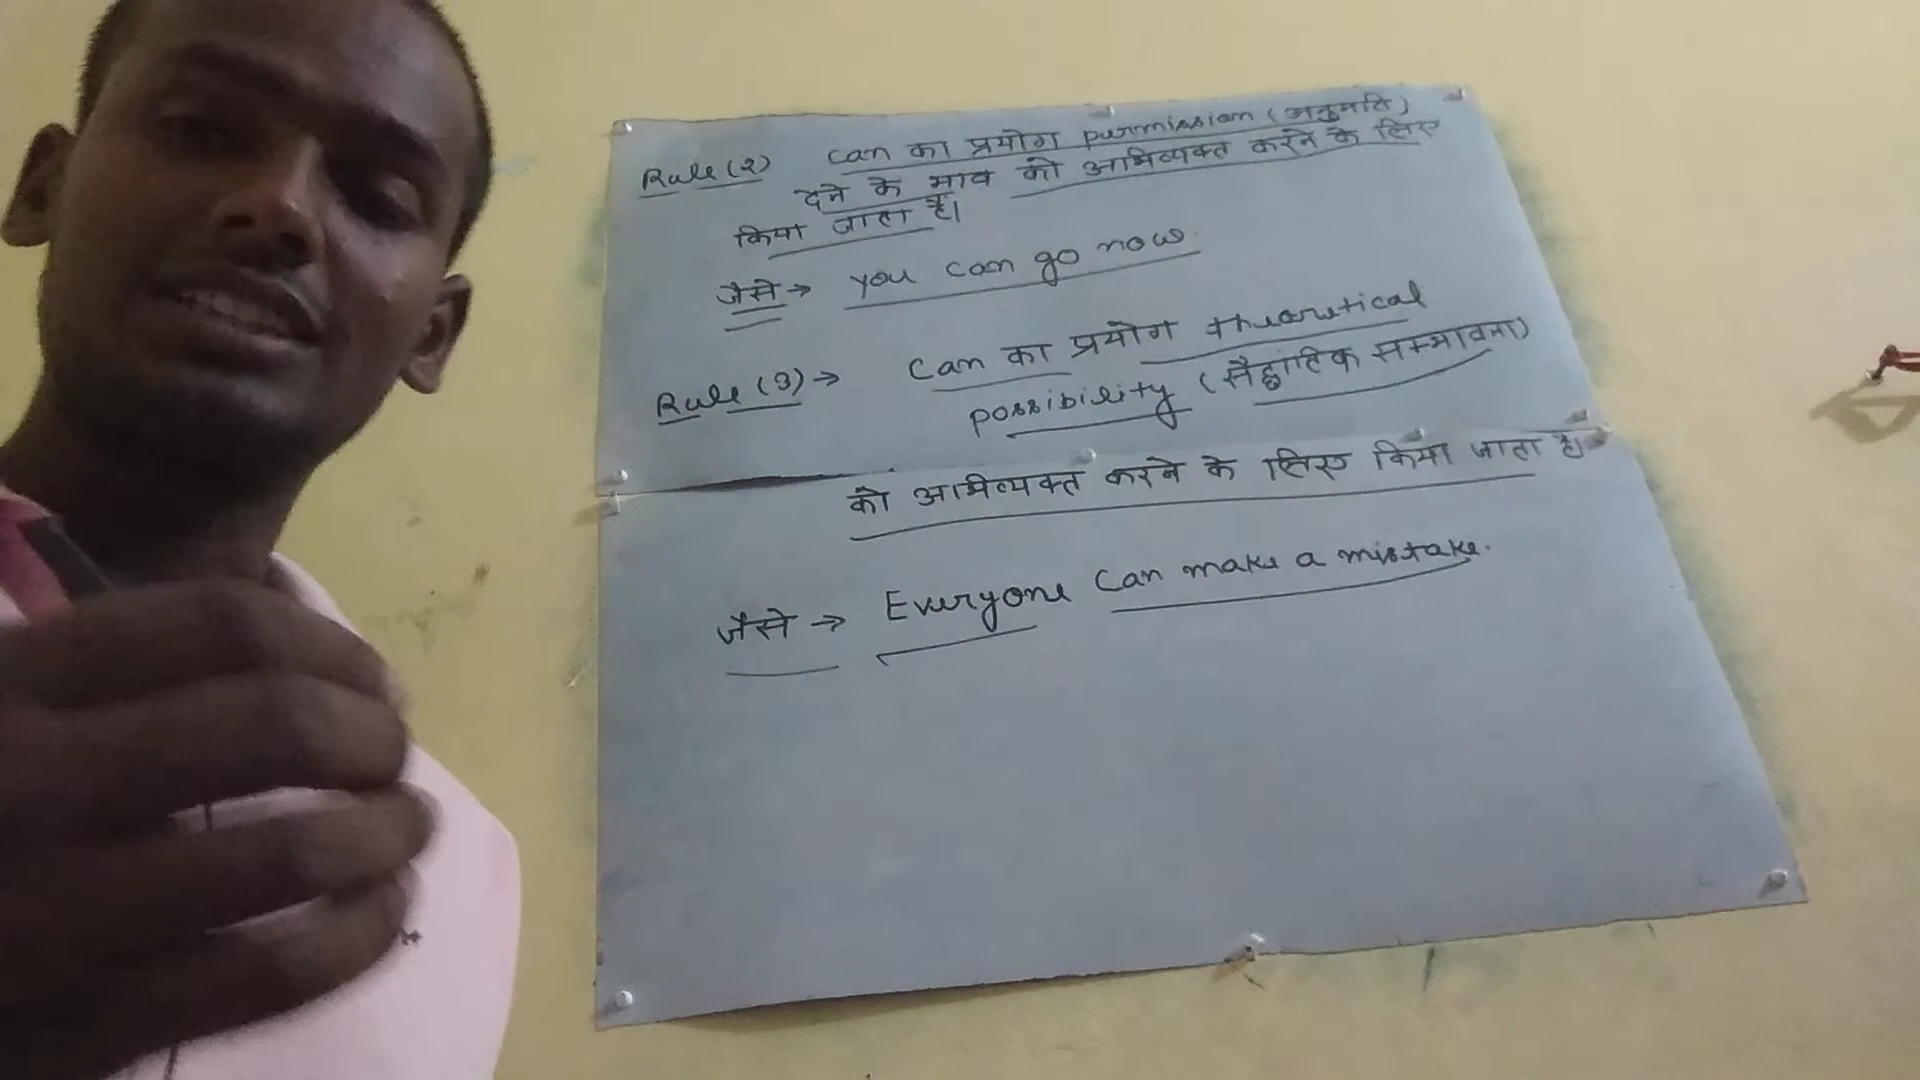 Rule (2) can का प्रयोग purmission (अनुमति)
देने के भाव को अभिव्यक्त करने के लिए
किया जाता है।
जैसे → you can go now.
Rule (3) → Can का प्रयोग theoretical
possibility (सैद्धांतिक सम्भावना)
को अभिव्यक्त करने के लिए किया जाता है।
जैसे → Everyone Can make a mistake.